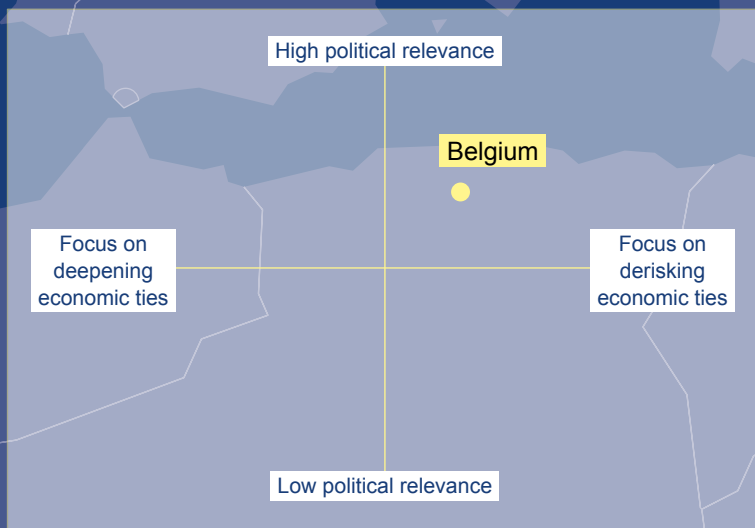 High political relevance
Belgium
Focus on
deepening
economic ties
Focus on
derisking
economic ties
Low political relevance